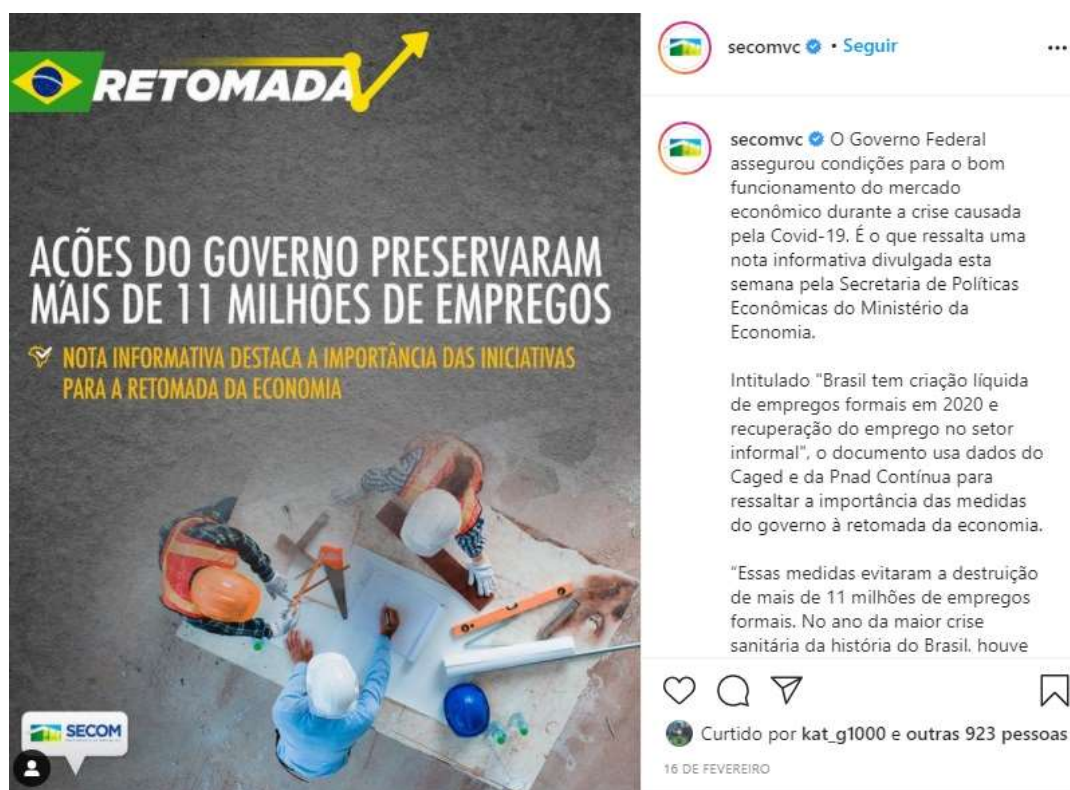 RETOMADA
AÇÕES DO GOVERNO PRESERVARAM
MAIS DE 11 MILHÕES DE EMPREGOS
NOTA INFORMATIVA DESTACA A IMPORTÂNCIA DAS INICIATIVAS
PARA A RETOMADA DA ECONOMIA
SECOM
secomvc • Seguir
secomvc O Governo Federal
assegurou condições para o bom
funcionamento do mercado
econômico durante a crise causada
pela Covid-19. É o que ressalta uma
nota informativa divulgada esta
semana pela Secretaria de Políticas
Econômicas do Ministério da
Economia.
Intitulado "Brasil tem criação líquida
de empregos formais em 2020 e
recuperação do emprego no setor
informal", o documento usa dados do
Caged e da Pnad Contínua para
ressaltar a importância das medidas
do governo à retomada da economia.
"Essas medidas evitaram a destruição
de mais de 11 milhões de empregos
formais. No ano da maior crise
sanitária da história do Brasil, houve
Curtido por kat_g1000 e outras 923 pessoas
16 DE FEVEREIRO